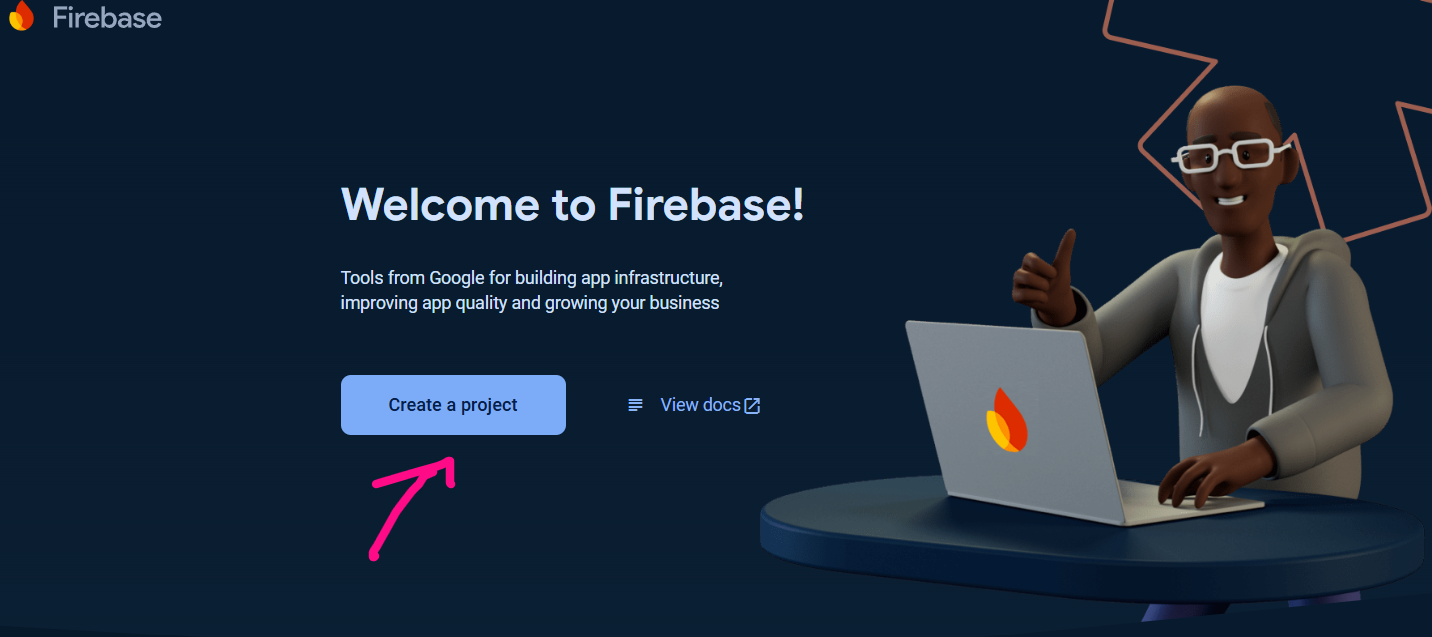 Firebase
Welcome to Firebase!
Tools from Google for building app infrastructure,
improving app quality and growing your business
Create a project
View docs